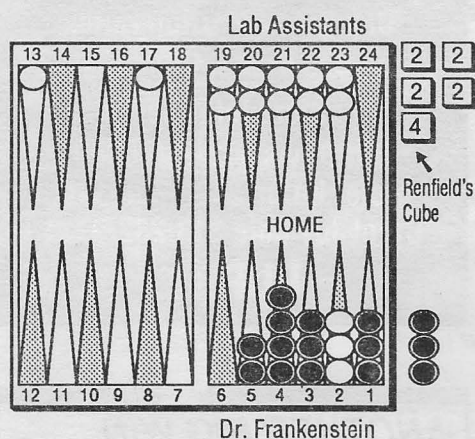 Lab Assistants
13 14 15 16 17 18 19 20 21 22 23 24
2 2
2 2
4
Renfield's
Cube
HOME
12 11 10 9 8 7 6 5 4 3 2 1
Dr. Frankenstein